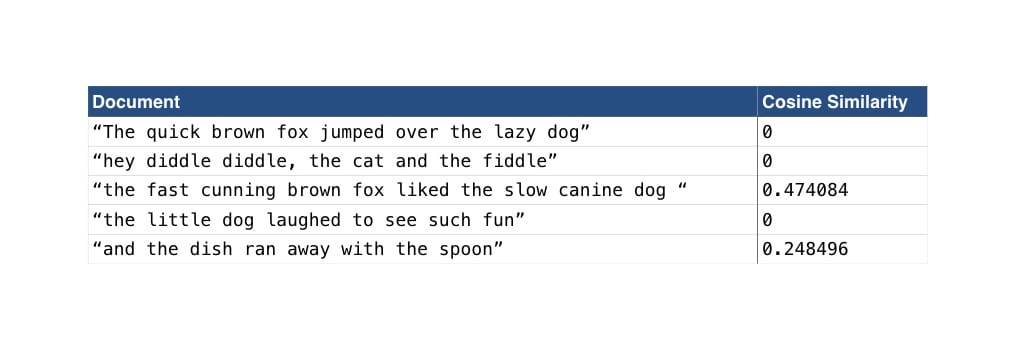 Document Cosine Similarity
“The quick brown fox jumped over the lazy dog” 0
“hey diddle diddle, the cat and the fiddle” 0
“the fast cunning brown fox liked the slow canine dog “ 0.474084
“the little dog laughed to see such fun” 0
“and the dish ran away with the spoon” 0.248496